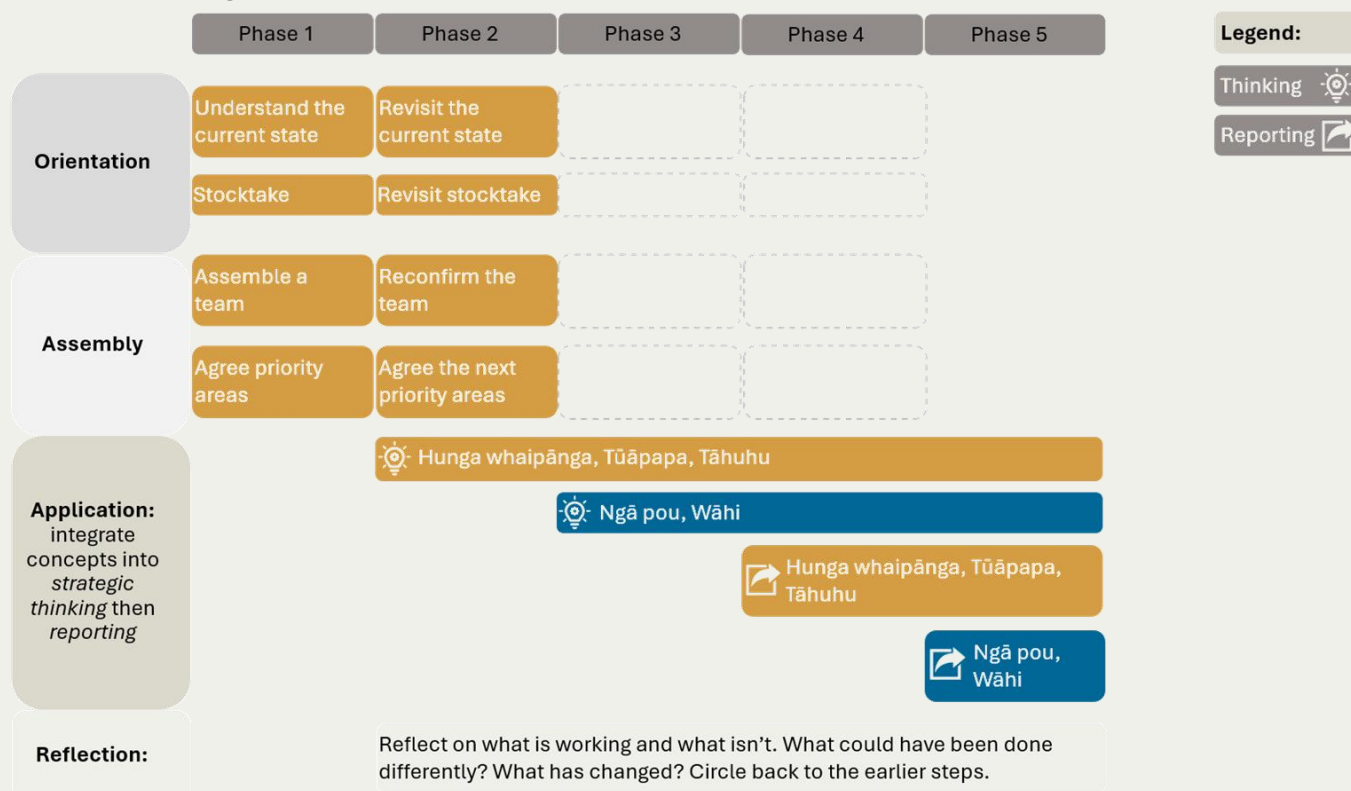 Phase 1
Phase 2
Phase 3
Phase 4
Phase 5
Legend:
Thinking
Reporting
Orientation
Understand the
current state
Revisit the
current state
Stocktake
Revisit stocktake
Assembly
Assemble a
team
Reconfirm the
team
Agree priority
areas
Agree the next
priority areas
Application:
integrate
concepts into
strategic
thinking then
reporting
Hunga whaipānga, Tūāpapa, Tāhuhu
Ngā pou, Wāhi
Hunga whaipānga, Tūāpapa,
Tāhuhu
Ngā pou,
Wāhi
Reflection:
Reflect on what is working and what isn’t. What could have been done
differently? What has changed? Circle back to the earlier steps.